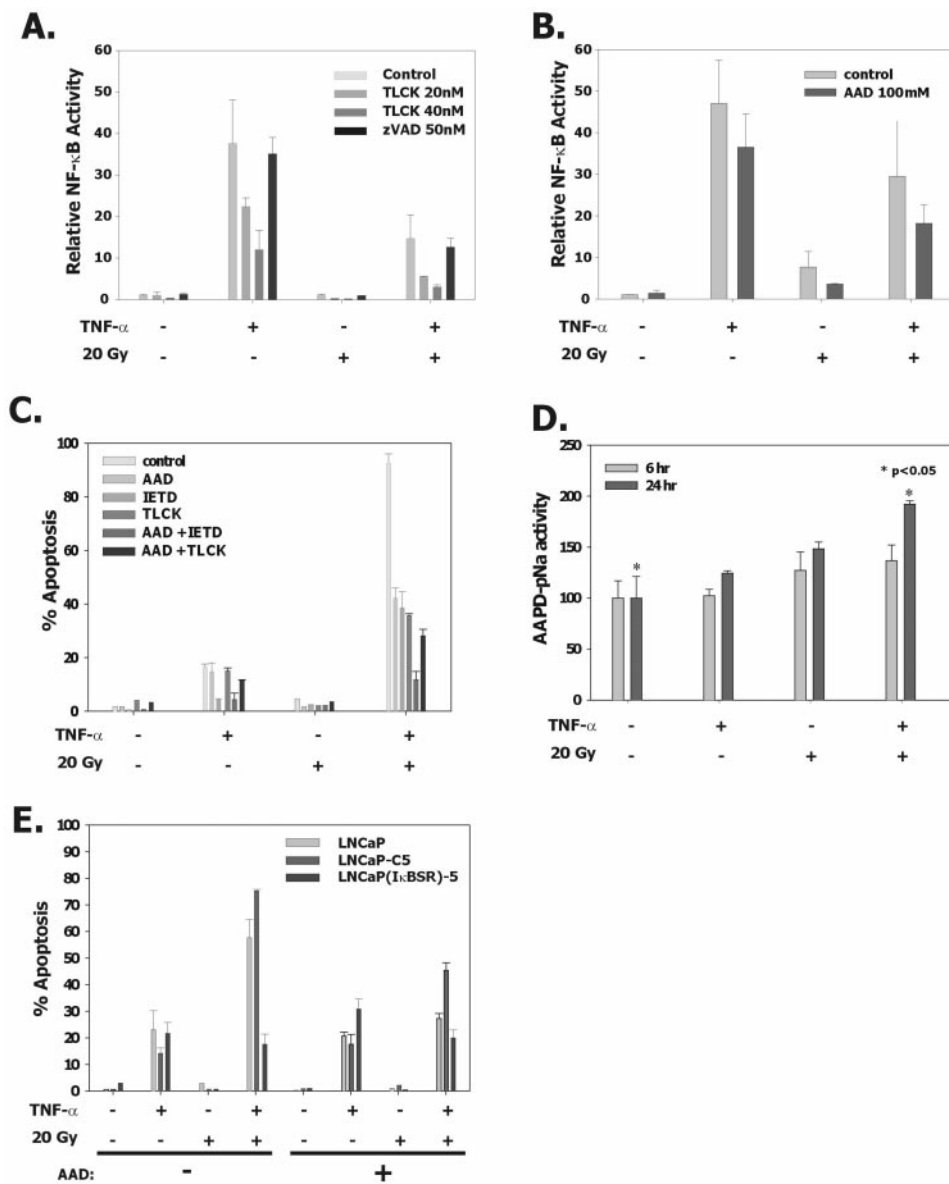 A.
60
50
40
30
20
10
0
Relative NF-κB Activity
Control
TLCK 20nM
TLCK 40nM
zVAD 50nM
TNF-α - + - +
20 Gy - - + +
B.
60
50
40
30
20
10
0
Relative NF-κB Activity
control
AAD 100mM
- + - +
- - + +
C.
100
80
60
40
20
0
% Apoptosis
control
AAD
IETD
TLCK
AAD +IETD
AAD +TLCK
TNF-α - + - +
20 Gy - - + +
D.
250
200
150
100
50
0
AAPD-pNa activity
6 hr
24 hr
* p<0.05
*
*
TNF-α - + - +
20 Gy - - + +
E.
100
90
80
70
60
50
40
30
20
10
0
% Apoptosis
LNCaP
LNCaP-C5
LNCaP(IκBSR)-5
TNF-α - + - + - + - +
20 Gy - - + + - - + +
AAD: - +